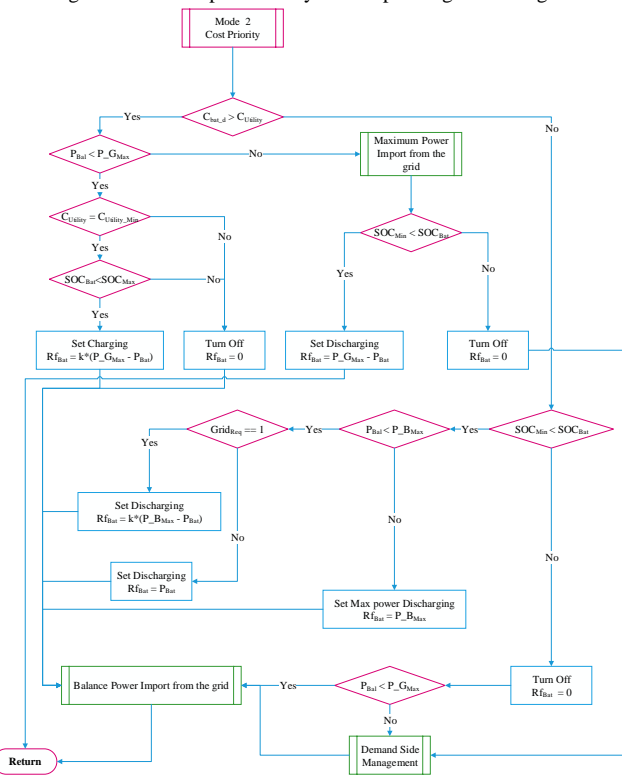 Mode 2
Cost Priority
Yes
C_bat_d > C_Utility
No
P_Bal < P_G_Max
No
Maximum Power
Import from the
grid
Yes
C_Utility = C_Utility_Min
No
SOC_Min < SOC_Bat
Yes
Yes
No
SOC_Bat<SOC_Max
No
Yes
Set Charging
Rf_Bat = k*(P_G_Max - P_Bat)
Turn Off
Rf_Bat = 0
Set Discharging
Rf_Bat = P_G_Max - P_Bat
Turn Off
Rf_Bat = 0
Grid_Req == 1
Yes
P_Bal < P_B_Max
Yes
SOC_Min < SOC_Bat
Yes
Set Discharging
Rf_Bat = k*(P_B_Max - P_Bat)
No
No
No
Set Discharging
Rf_Bat = P_Bat
Set Max power Discharging
Rf_Bat = P_B_Max
Balance Power Import from the grid
Yes
P_Bal < P_G_Max
Turn Off
Rf_Bat = 0
No
Return
Demand Side
Management